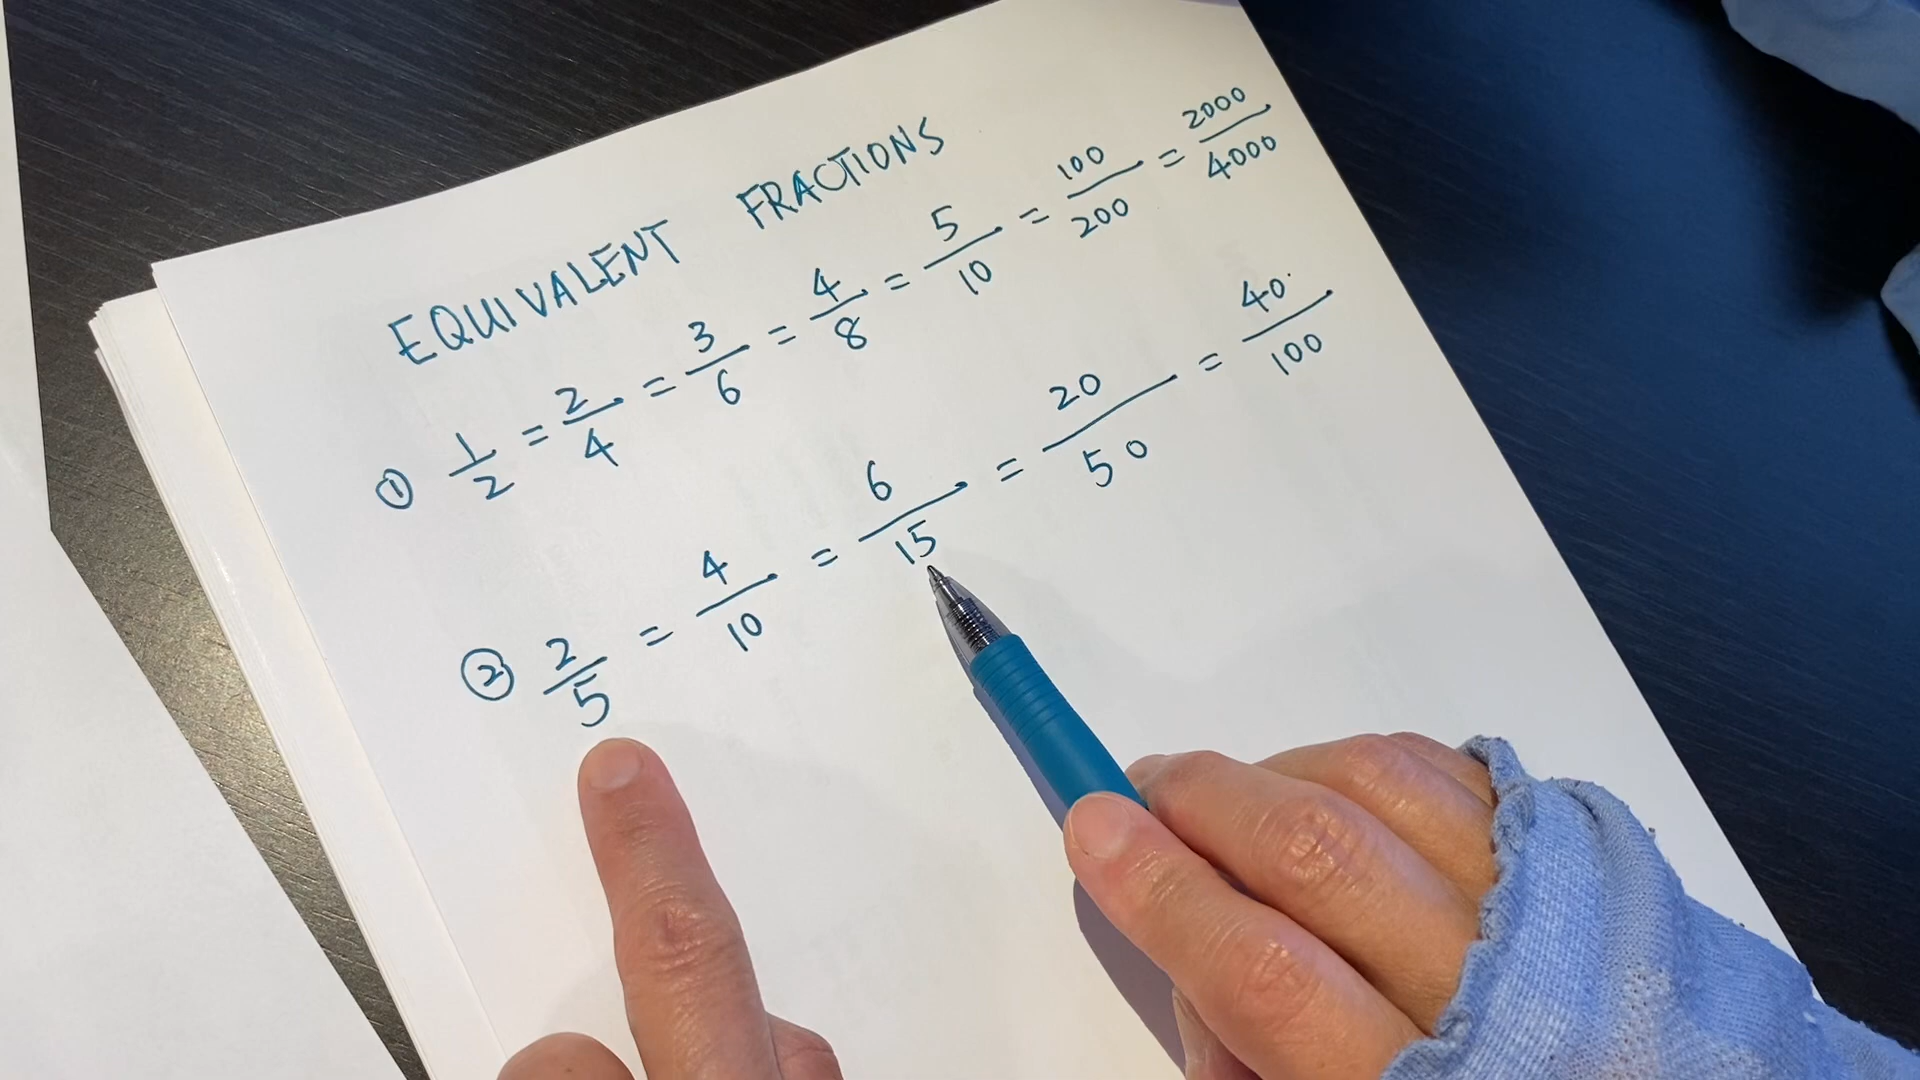 EQUIVALENT FRACTIONS
① 1/2 = 2/4 = 3/6 = 4/8 = 5/10 = 100/200 = 2000/4000
② 2/5 = 4/10 = 6/15 = 20/50 = 40/100